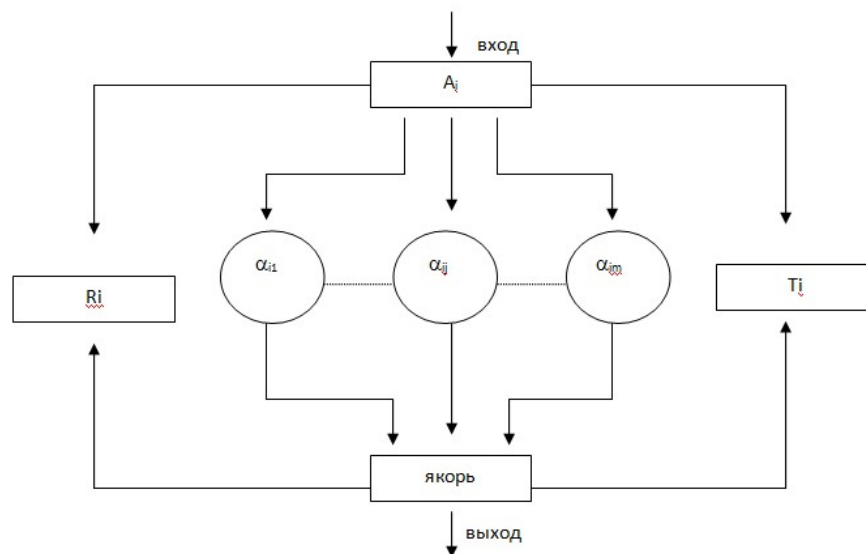 вход
Ai
αi1
αij
αim
Ri
Ti
якорь
выход